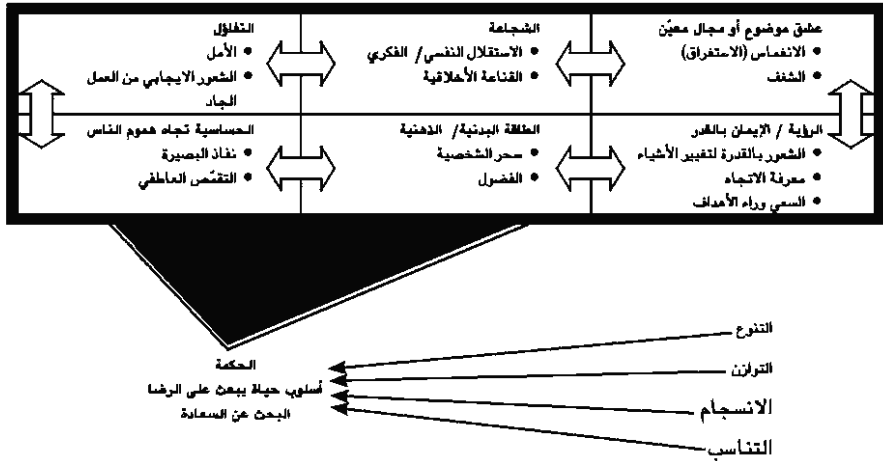 عشق موضوع أو مجال معيّن
• الانغماس (الاستغراق)
• الشغف
الشجاعة
• الاستقلال النفسي/ الفكري
• القناعة الأخلاقية
التفاؤل
• الأمل
• الشعور الايجابي من العمل
الجاد
الرؤية / الإيمان بالقدر
• الشعور بالقدرة لتغيير الأشياء
• معرفة الاتجاه
• السعي وراء الأهداف
الطاقة البدنية/ الذهنية
• سحر الشخصية
• الفضول
الحساسية تجاه هموم الناس
• نفاذ البصيرة
• التقمّص العاطفي
التنوع
التوازن
الانسجام
التناسب
الحكمة
أسلوب حياة يبعث على الرضا
البحث عن السعادة